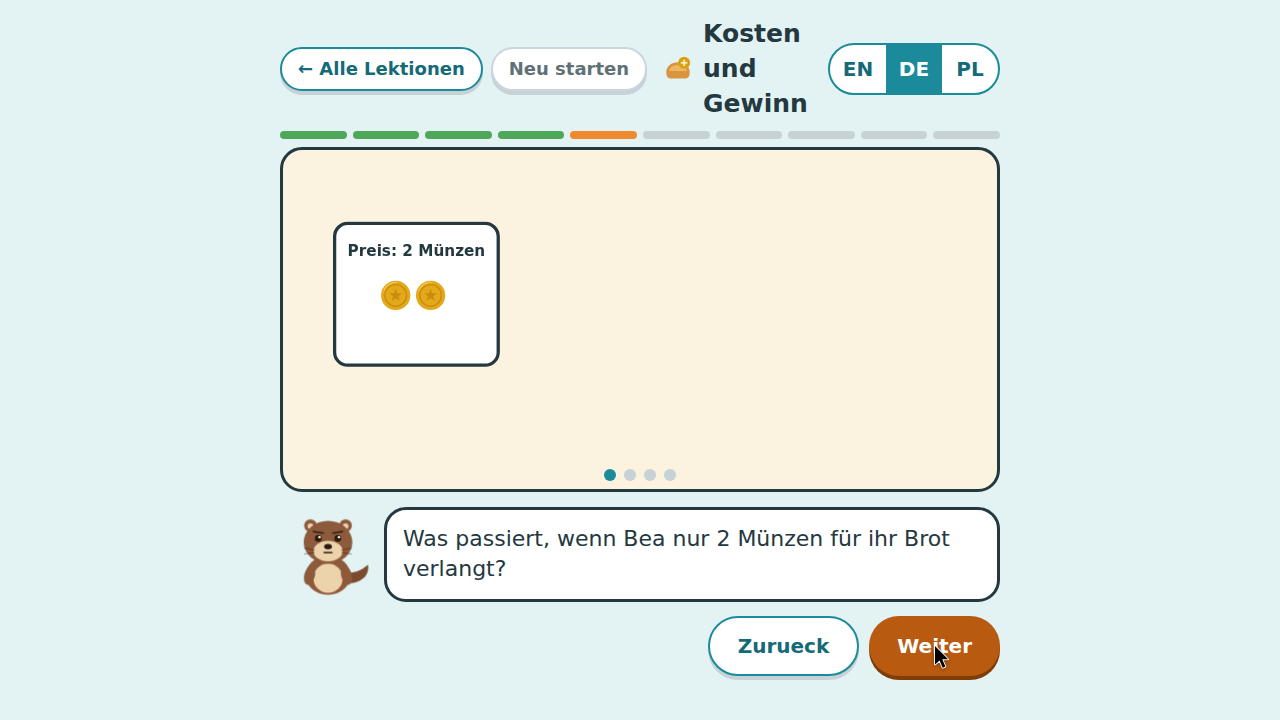 ← Alle Lektionen
Neu starten
Kosten
und
Gewinn
EN
DE
PL
Preis: 2 Münzen
Was passiert, wenn Bea nur 2 Münzen für ihr Brot
verlangt?
Zurueck
Weiter